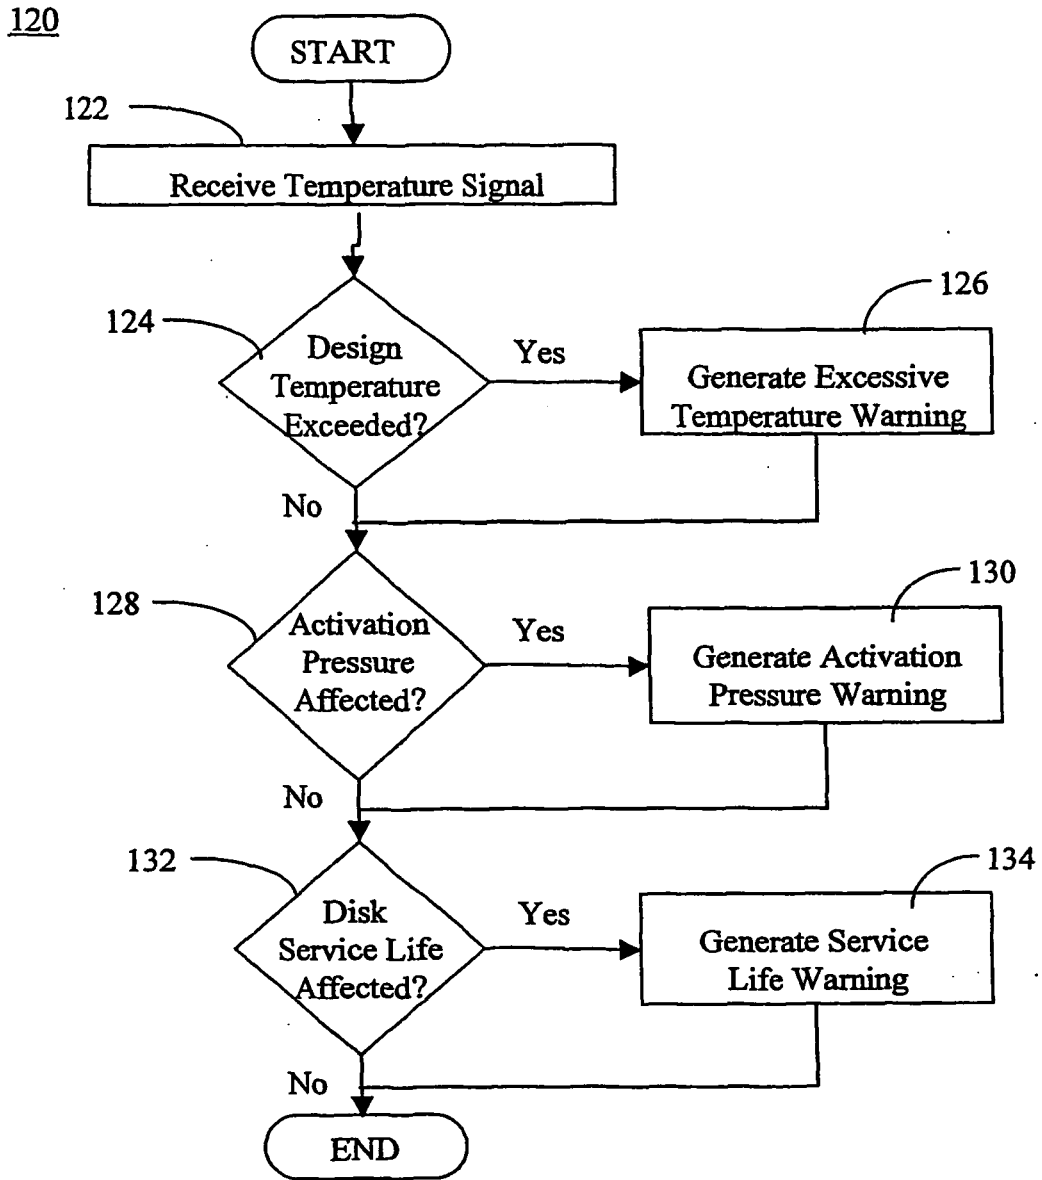 120
START
122
Receive Temperature Signal
124
Design
Temperature
Exceeded?
Yes
126
Generate Excessive
Temperature Warning
No
128
Activation
Pressure
Affected?
Yes
130
Generate Activation
Pressure Warning
No
132
Disk
Service Life
Affected?
Yes
134
Generate Service
Life Warning
No
END